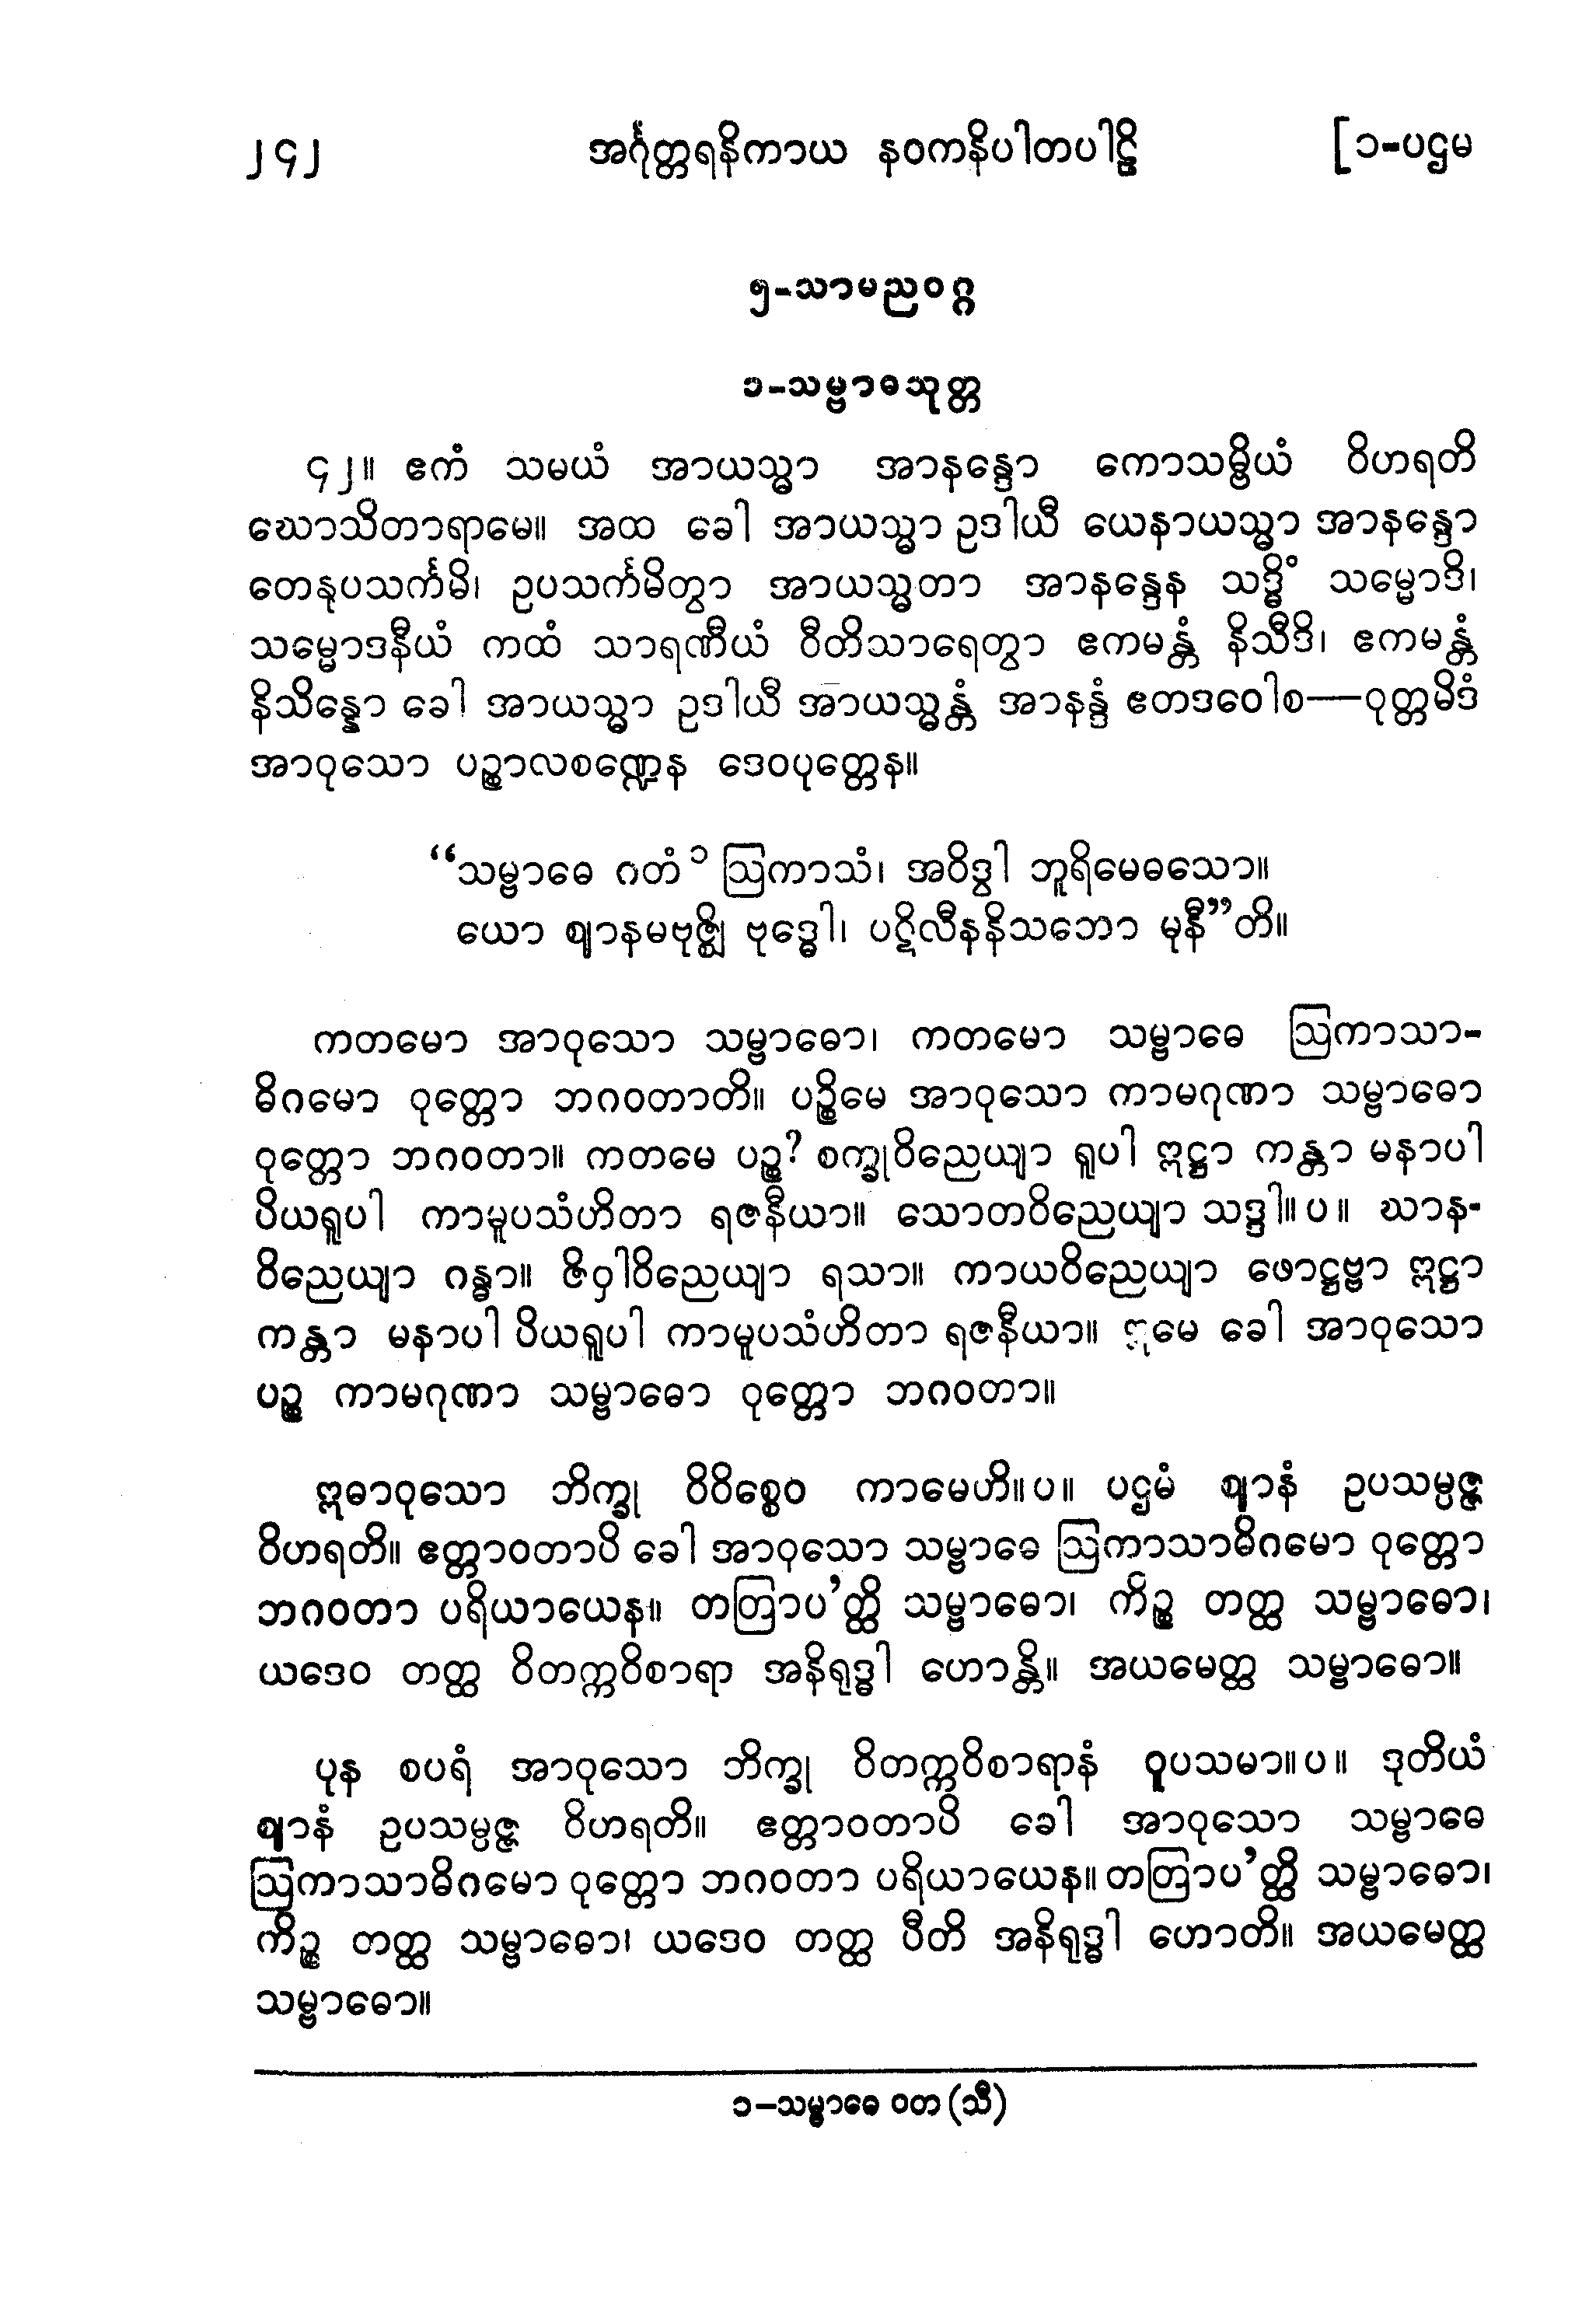 ၂၄၂ အင်္ဂုတ္တရနိကာယ နဝကနိပါတပါဠိ [၁-ပဌမ
၅-သာမညဝဂ္ဂ
၁-သမ္ဗာဓသုတ္တ
၄၂။ ဧကံ သမယံ အာယသ္မာ အာနန္ဒော ကောသမ္ဗိယံ ဝိဟရတိ
ဃောသိတာရာမေ။ အထ ခေါ အာယသ္မာ ဥဒါယီ ယေနာယသ္မာ အာနန္ဒော
တေနုပသင်္ကမိ၊ ဥပသင်္ကမိတွာ အာယသ္မတာ အာနန္ဒေန သဒ္ဓိံ သမ္မောဒိ၊
သမ္မောဒနီယံ ကထံ သာရဏီယံ ဝီတိသာရေတွာ ဧကမန္တံ နိသီဒိ၊ ဧကမန္တံ
နိသိန္နော ခေါ အာယသ္မာ ဥဒါယီ အာယသ္မန္တံ အာနန္ဒံ ဧတဒဝေါစ—ဝုတ္တမိဒံ
အာဝုသော ပဉ္စာလစဏ္ဍေန ဒေဝပုတ္တေန။
“သမ္ဗာဓေ ဂတံ ၁ ဩကာသံ၊ အဝိဒွါ ဘူရိမေဓသော။
ယော ဈာနမဗုဇ္ဈိ ဗုဒ္ဓေါ၊ ပဋိလီနနိသဘော မုနီ”တိ။
ကတမော အာဝုသော သမ္ဗာဓော၊ ကတမော သမ္ဗာဓေ ဩကာသာ-
ဓိဂမော ဝုတ္တော ဘဂဝတာတိ။ ပဉ္စိမေ အာဝုသော ကာမဂုဏာ သမ္ဗာဓော
ဝုတ္တော ဘဂဝတာ။ ကတမေ ပဉ္စ? စက္ခုဝိညေယျာ ရူပါ ဣဋ္ဌာ ကန္တာ မနာပါ
ပိယရူပါ ကာမူပသံဟိတာ ရဇနီယာ။ သောတဝိညေယျာ သဒ္ဒါ။ပ။ ဃာန-
ဝိညေယျာ ဂန္ဓာ။ ဇိဝှါဝိညေယျာ ရသာ။ ကာယဝိညေယျာ ဖောဋ္ဌဗ္ဗာ ဣဋ္ဌာ
ကန္တာ မနာပါ ပိယရူပါ ကာမူပသံဟိတာ ရဇနီယာ။ ဣမေ ခေါ အာဝုသော
ပဉ္စ ကာမဂုဏာ သမ္ဗာဓော ဝုတ္တော ဘဂဝတာ။
ဣဓာဝုသော ဘိက္ခု ဝိဝိစ္စေဝ ကာမေဟိ။ပ။ ပဌမံ ဈာနံ ဥပသမ္ပဇ္ဇ
ဝိဟရတိ။ ဧတ္တာဝတာပိ ခေါ အာဝုသော သမ္ဗာဓေ ဩကာသာဓိဂမော ဝုတ္တော
ဘဂဝတာ ပရိယာယေန။ တတြာပ’တ္ထိ သမ္ဗာဓော၊ ကိဉ္စ တတ္ထ သမ္ဗာဓော၊
ယဒေဝ တတ္ထ ဝိတက္ကဝိစာရာ အနိရုဒ္ဓါ ဟောန္တိ။ အယမေတ္ထ သမ္ဗာဓော။
ပုန စပရံ အာဝုသော ဘိက္ခု ဝိတက္ကဝိစာရာနံ ဝူပသမာ။ပ။ ဒုတိယံ
ဈာနံ ဥပသမ္ပဇ္ဇ ဝိဟရတိ။ ဧတ္တာဝတာပိ ခေါ အာဝုသော သမ္ဗာဓေ
ဩကာသာဓိဂမော ဝုတ္တော ဘဂဝတာ ပရိယာယေန။ တတြာပ’တ္ထိ သမ္ဗာဓော၊
ကိဉ္စ တတ္ထ သမ္ဗာဓော၊ ယဒေဝ တတ္ထ ပီတိ အနိရုဒ္ဓါ ဟောတိ။ အယမေတ္ထ
သမ္ဗာဓော။
၁—သမ္ဗာဓေ ဝတ (သီ)